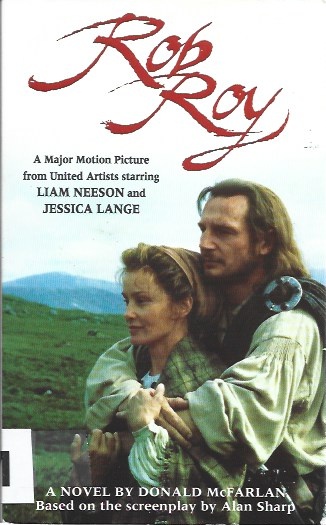 Rob
Roy
A Major Motion Picture
from United Artists starring
LIAM NEESON and
JESSICA LANGE
A NOVEL BY DONALD McFARLAN
Based on the screenplay by Alan Sharp